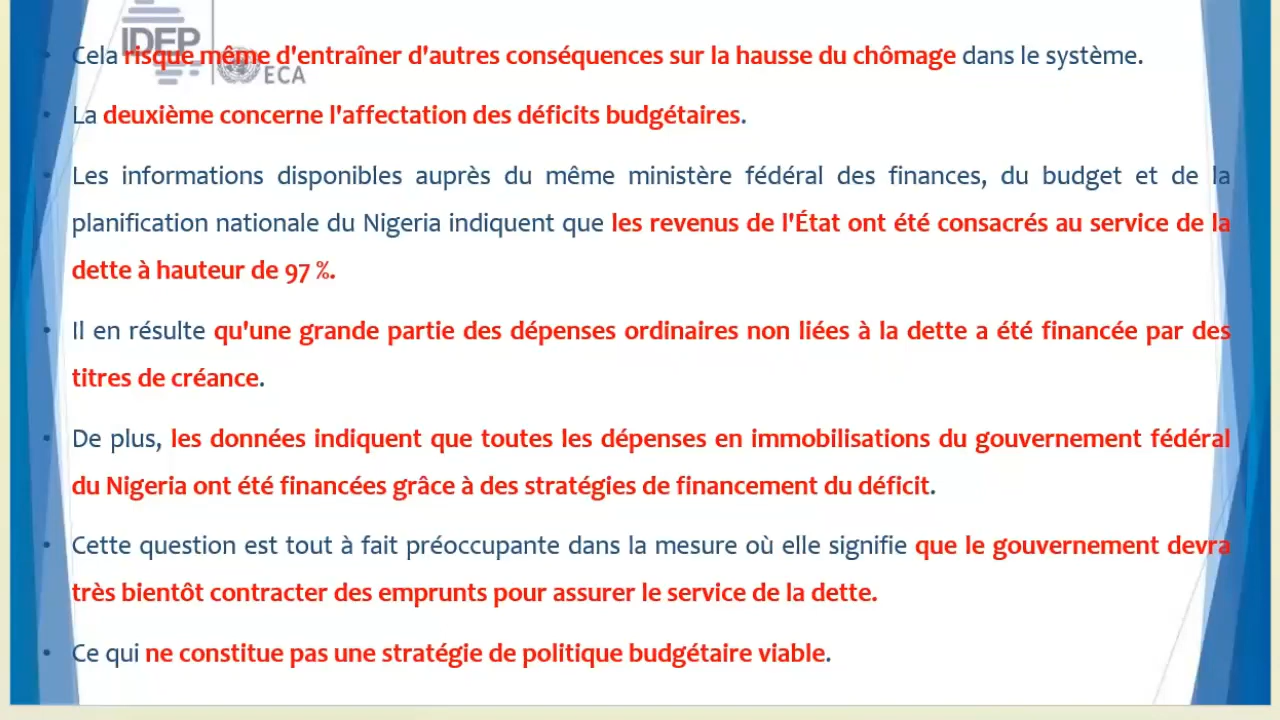 IDEP
ECA
• Cela risque même d'entraîner d'autres conséquences sur la hausse du chômage dans le système.
• La deuxième concerne l'affectation des déficits budgétaires.
• Les informations disponibles auprès du même ministère fédéral des finances, du budget et de la
planification nationale du Nigeria indiquent que les revenus de l'État ont été consacrés au service de la
dette à hauteur de 97 %.
• Il en résulte qu'une grande partie des dépenses ordinaires non liées à la dette a été financée par des
titres de créance.
• De plus, les données indiquent que toutes les dépenses en immobilisations du gouvernement fédéral
du Nigeria ont été financées grâce à des stratégies de financement du déficit.
• Cette question est tout à fait préoccupante dans la mesure où elle signifie que le gouvernement devra
très bientôt contracter des emprunts pour assurer le service de la dette.
• Ce qui ne constitue pas une stratégie de politique budgétaire viable.